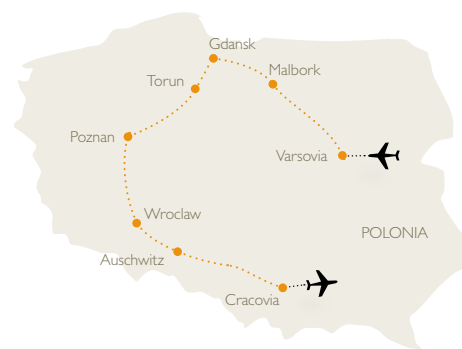 Gdansk
Malbork
Torun
Poznan
Varsovia
Wroclaw
POLONIA
Auschwitz
Cracovia